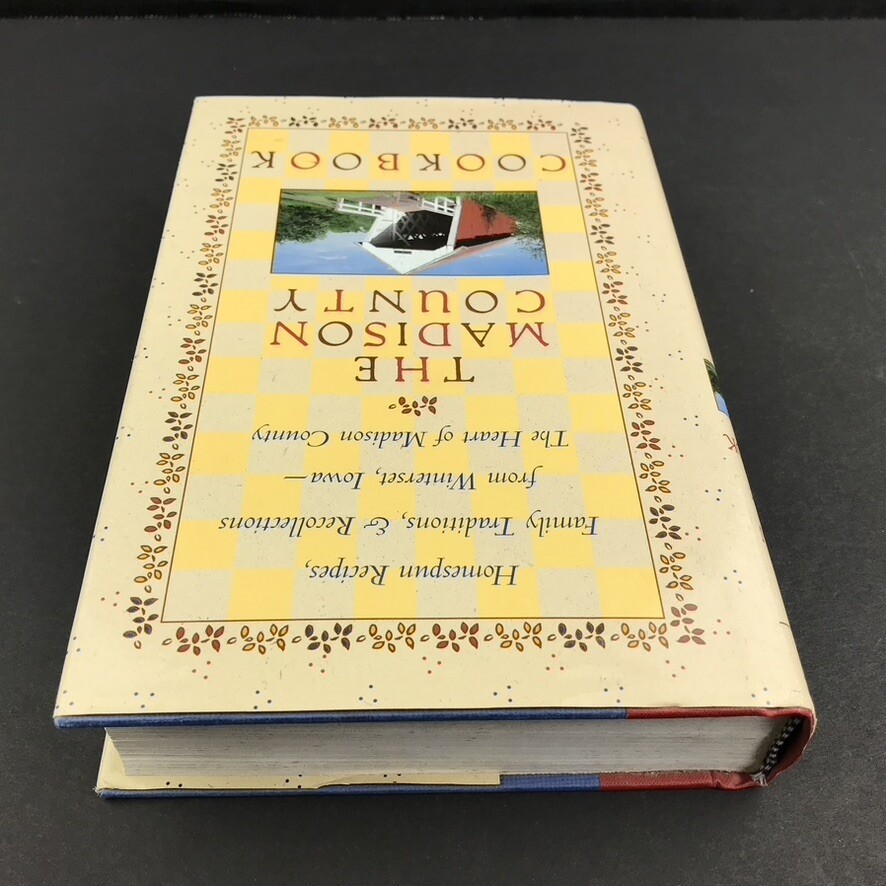 Homespun Recipes,
Family Traditions, & Recollections
from Winterset, Iowa—
The Heart of Madison County
THE
MADISON
COUNTY
COOKBOOK